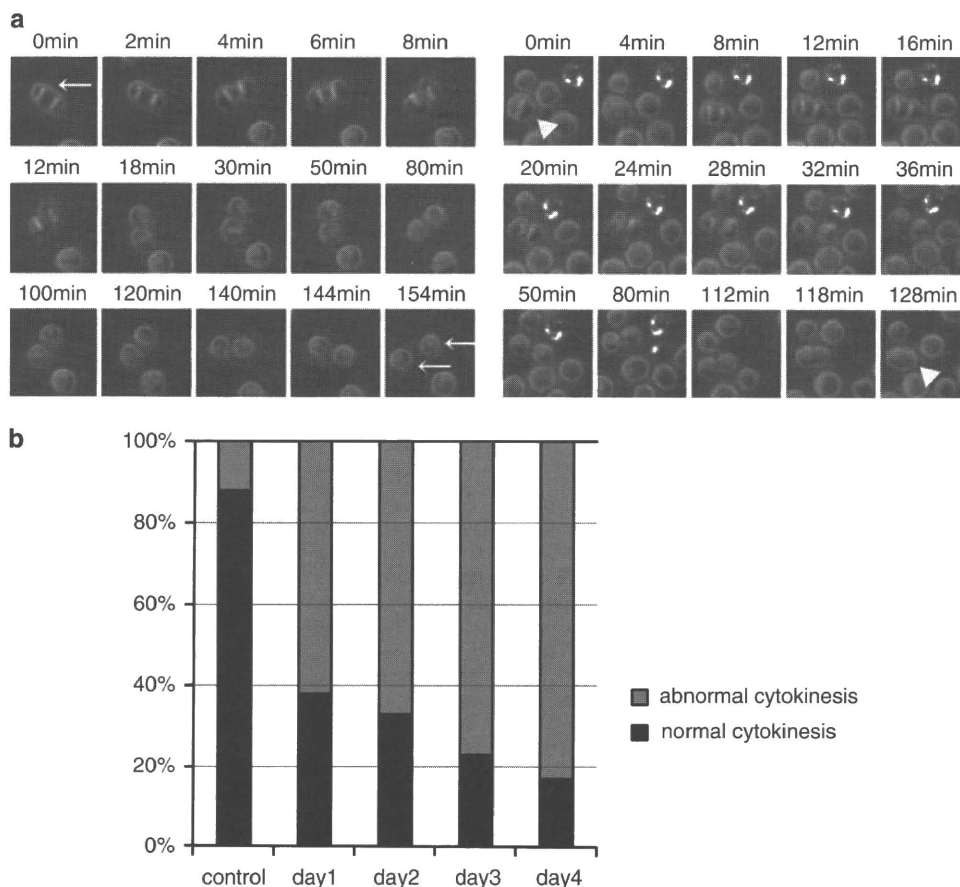 a
0min 2min 4min 6min 8min 0min 4min 8min 12min 16min
12min 18min 30min 50min 80min 20min 24min 28min 32min 36min
100min 120min 140min 144min 154min 50min 80min 112min 118min 128min
b
100%
80%
60%
40%
20%
0%
control day1 day2 day3 day4
abnormal cytokinesis
normal cytokinesis